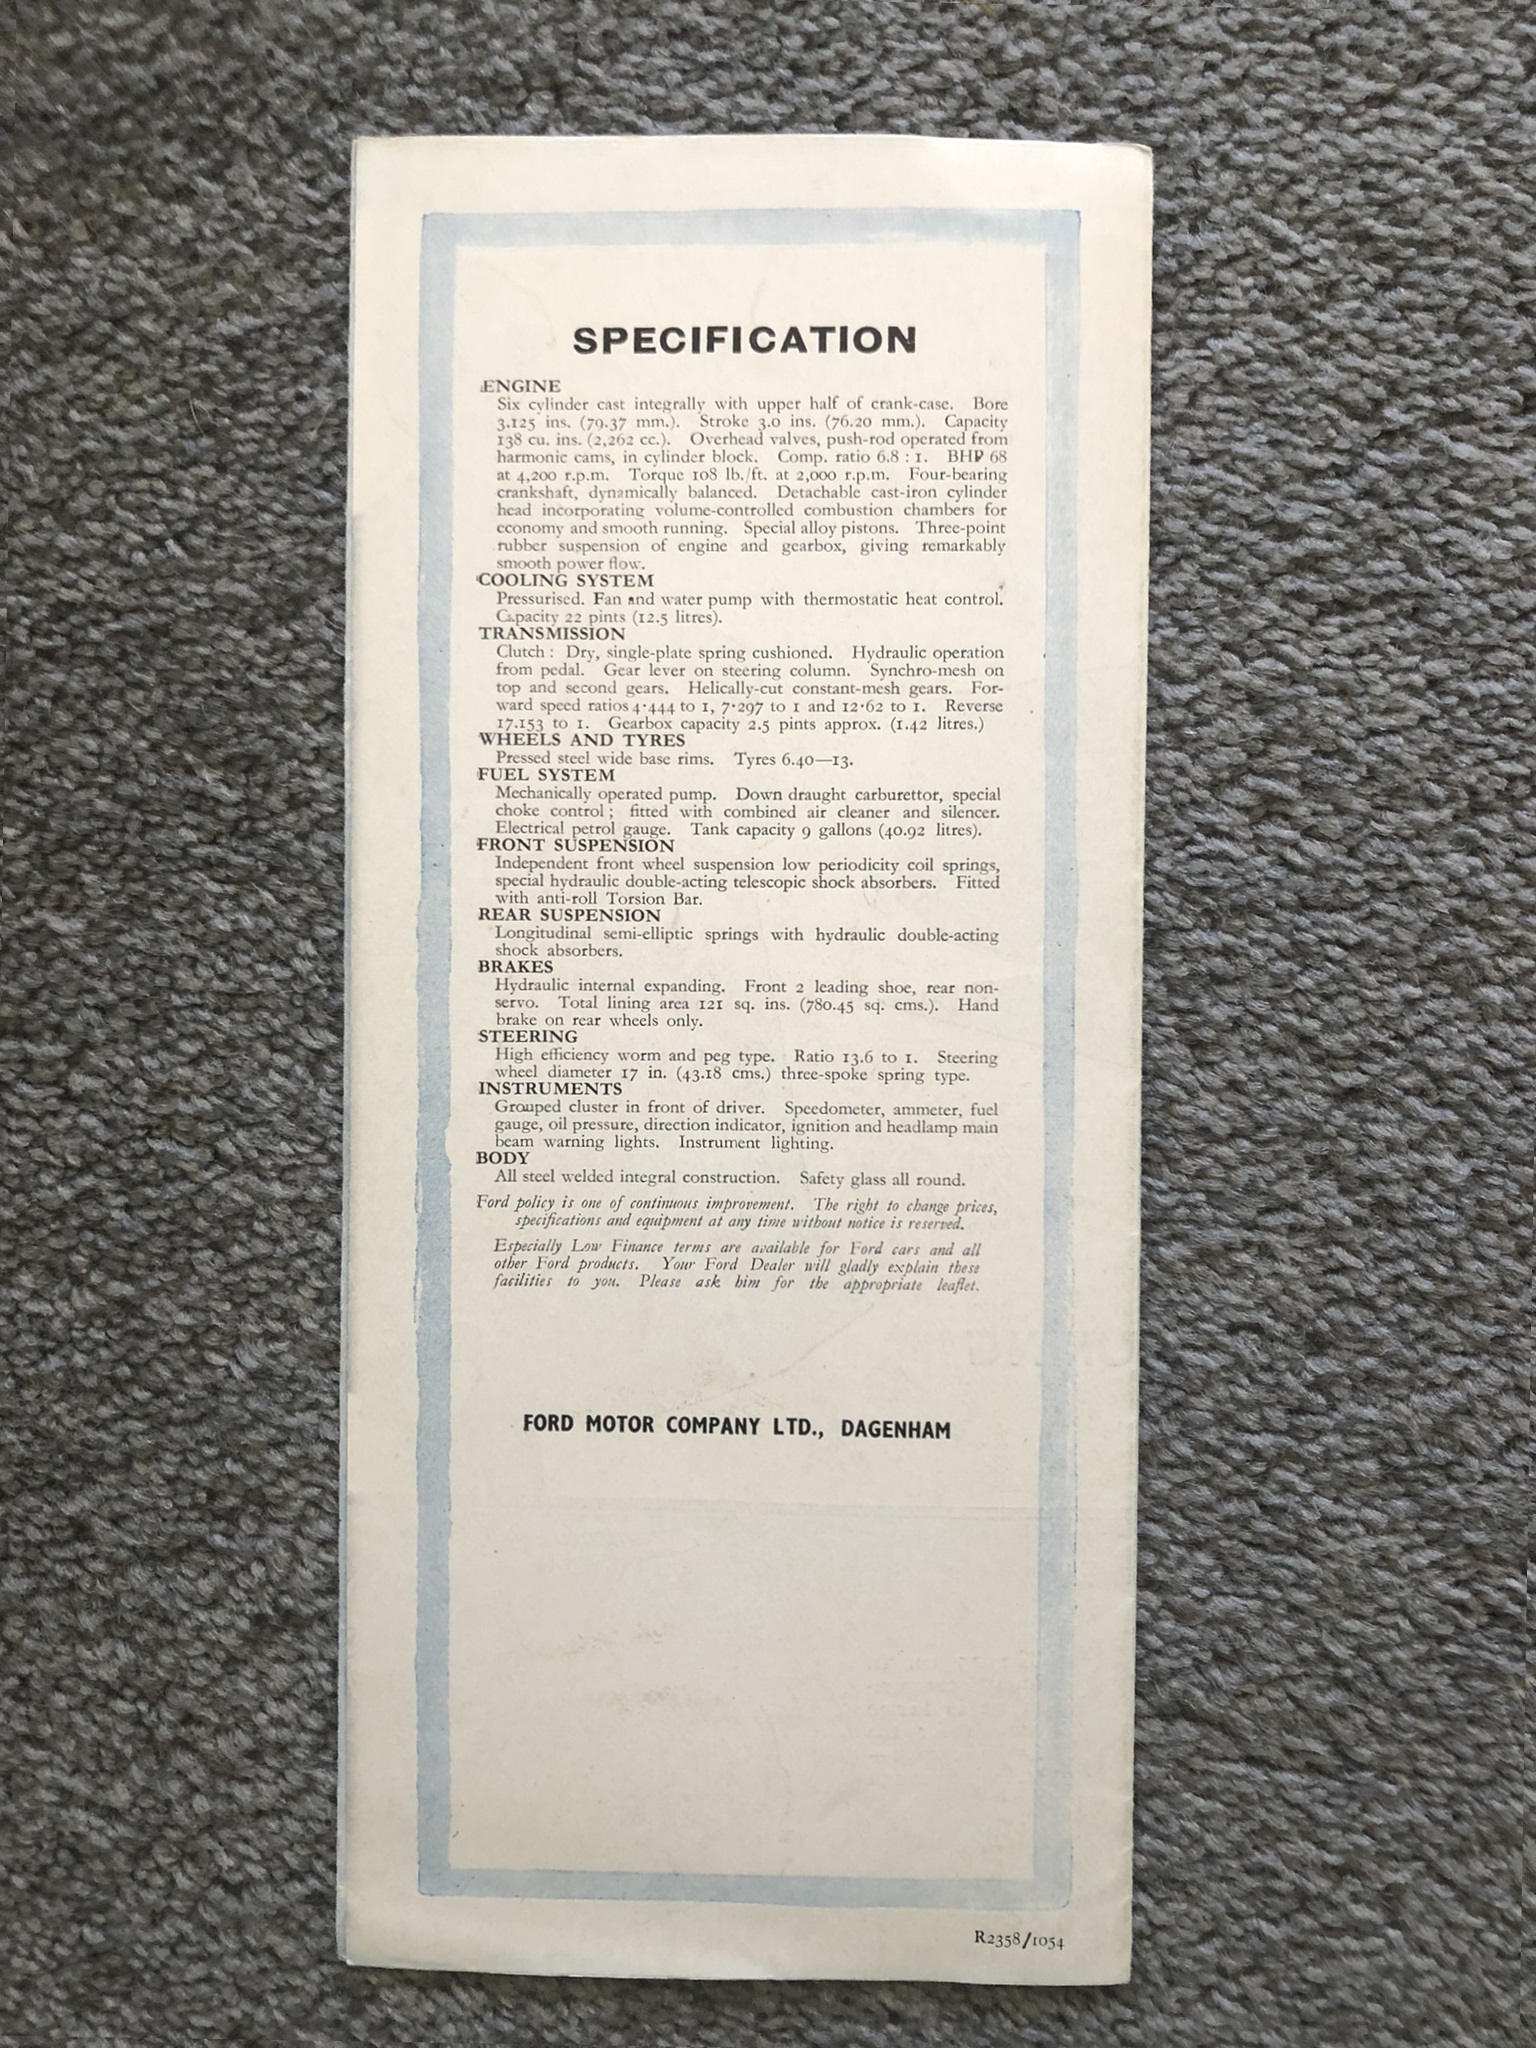 SPECIFICATION
ENGINE
Six cylinder cast integrally with upper half of crank-case. Bore
3.125 ins. (79.37 mm.). Stroke 3.0 ins. (76.20 mm.). Capacity
138 cu. ins. (2,262 cc.). Overhead valves, push-rod operated from
harmonic cams, in cylinder block. Comp. ratio 6.8 : 1. BHP 68
at 4,200 r.p.m. Torque 108 lb./ft. at 2,000 r.p.m. Four-bearing
crankshaft, dynamically balanced. Detachable cast-iron cylinder
head incorporating volume-controlled combustion chambers for
economy and smooth running. Special alloy pistons. Three-point
rubber suspension of engine and gearbox, giving remarkably
smooth power flow.
COOLING SYSTEM
Pressurised. Fan and water pump with thermostatic heat control.
Capacity 22 pints (12.5 litres).
TRANSMISSION
Clutch : Dry, single-plate spring cushioned. Hydraulic operation
from pedal. Gear lever on steering column. Synchro-mesh on
top and second gears. Helically-cut constant-mesh gears. For-
ward speed ratios 4·444 to 1, 7·297 to 1 and 12·62 to 1. Reverse
17.153 to 1. Gearbox capacity 2.5 pints approx. (1.42 litres.)
WHEELS AND TYRES
Pressed steel wide base rims. Tyres 6.40—13.
FUEL SYSTEM
Mechanically operated pump. Down draught carburettor, special
choke control ; fitted with combined air cleaner and silencer.
Electrical petrol gauge. Tank capacity 9 gallons (40.92 litres).
FRONT SUSPENSION
Independent front wheel suspension low periodicity coil springs,
special hydraulic double-acting telescopic shock absorbers. Fitted
with anti-roll Torsion Bar.
REAR SUSPENSION
Longitudinal semi-elliptic springs with hydraulic double-acting
shock absorbers.
BRAKES
Hydraulic internal expanding. Front 2 leading shoe, rear non-
servo. Total lining area 121 sq. ins. (780.45 sq. cms.). Hand
brake on rear wheels only.
STEERING
High efficiency worm and peg type. Ratio 13.6 to 1. Steering
wheel diameter 17 in. (43.18 cms.) three-spoke spring type.
INSTRUMENTS
Grouped cluster in front of driver. Speedometer, ammeter, fuel
gauge, oil pressure, direction indicator, ignition and headlamp main
beam warning lights. Instrument lighting.
BODY
All steel welded integral construction. Safety glass all round.
Ford policy is one of continuous improvement. The right to change prices,
specifications and equipment at any time without notice is reserved.
Especially Low Finance terms are available for Ford cars and all
other Ford products. Your Ford Dealer will gladly explain these
facilities to you. Please ask him for the appropriate leaflet.
FORD MOTOR COMPANY LTD., DAGENHAM
R2358/1054